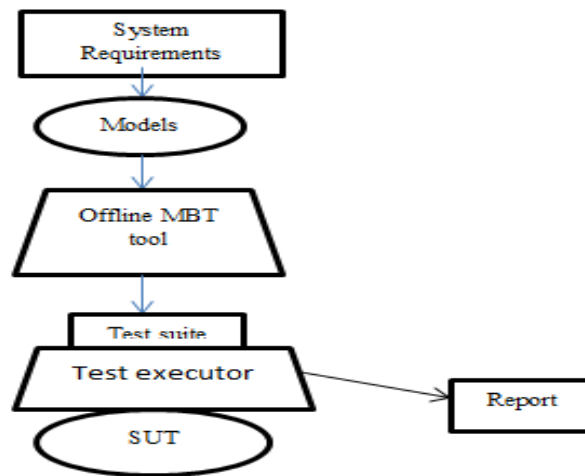 System
Requirements
Models
Offline MBT
tool
Test suite
Test executor
Report
SUT